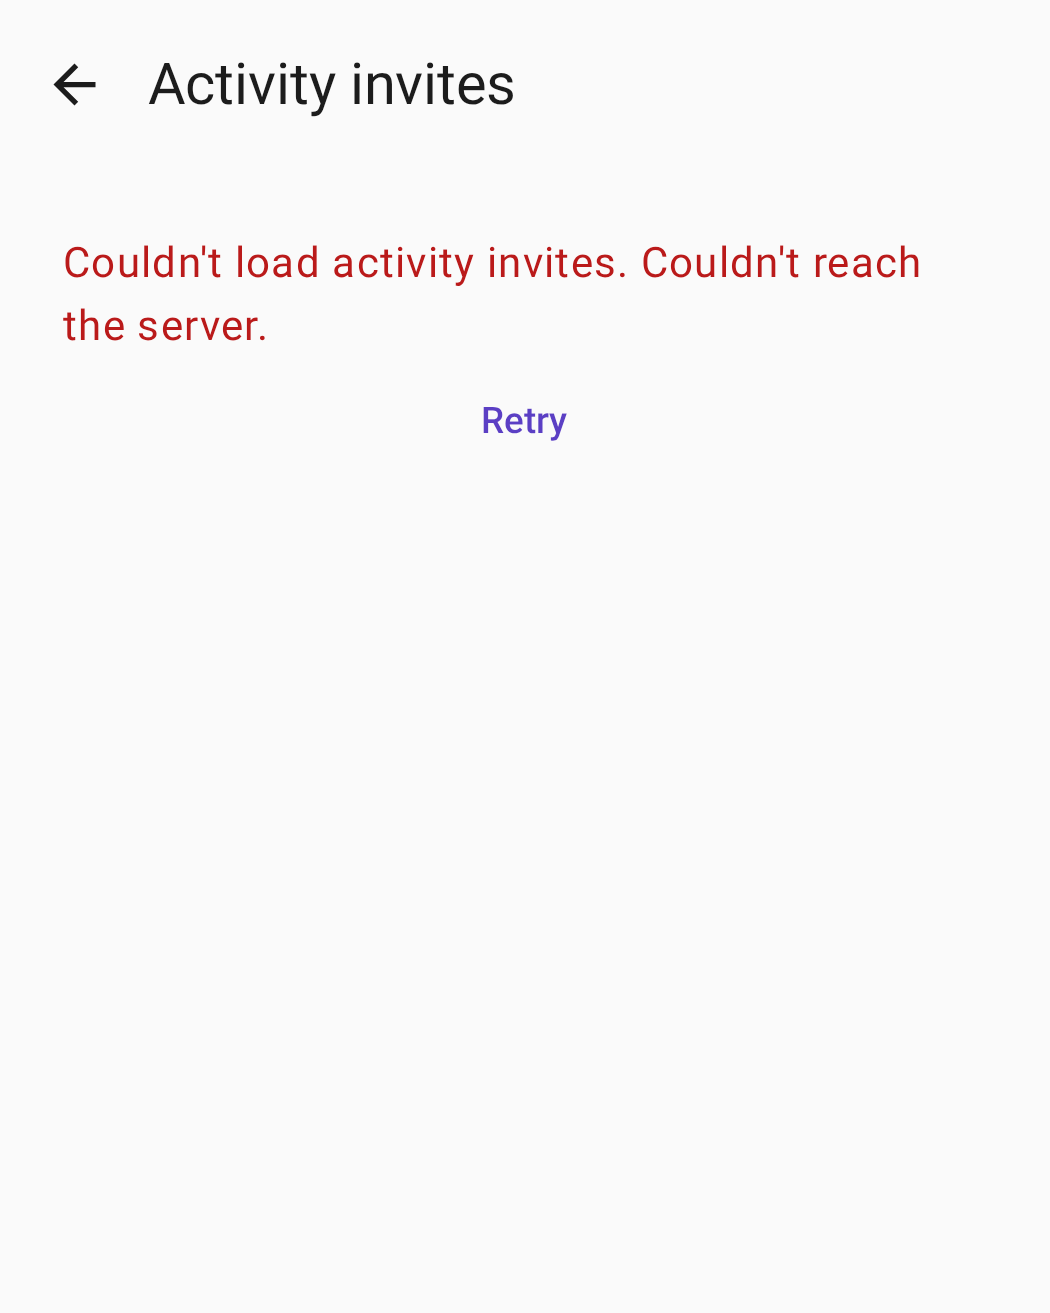 Activity invites
Couldn't load activity invites. Couldn't reach
the server.
Retry